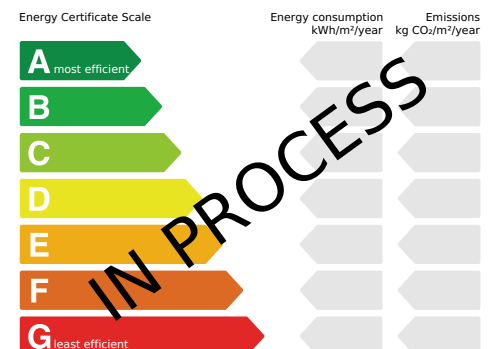 Energy Certificate Scale
Energy consumption
kWh/m²/year
Emissions
kg CO₂/m²/year
A most efficient
B
C
D
E
F
G least efficient
IN PROCESS